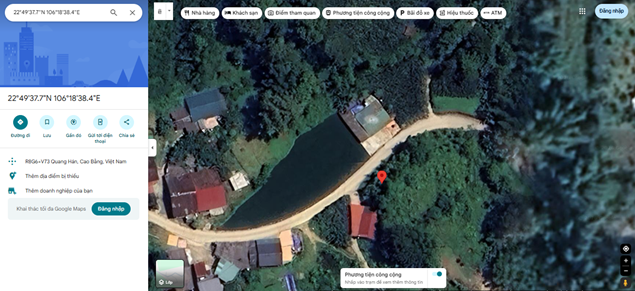 22°49'37.7"N 106°18'38.4"E
Nhà hàng
Khách sạn
Điểm tham quan
Phương tiện công cộng
Bãi đỗ xe
Hiệu thuốc
ATM
Đăng nhập
22°49'37.7"N 106°18'38.4"E
Đường đi
Lưu
Gần đó
Gửi tới điện thoại
Chia sẻ
R8G6+V73 Quang Hán, Cao Bằng, Việt Nam
Thêm địa điểm bị thiếu
Thêm doanh nghiệp của bạn
Khai thác tối đa Google Maps
Đăng nhập
Lớp
Phương tiện công cộng
Nhấp vào trạm để xem thêm thông tin